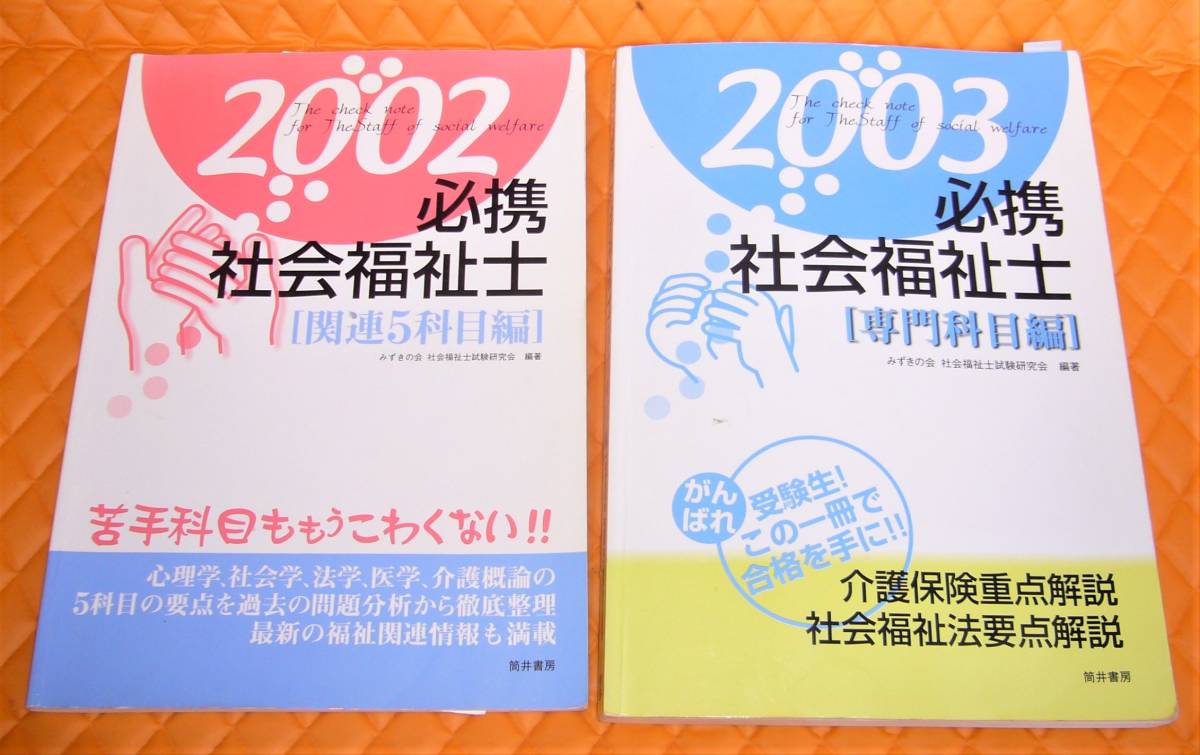 2002
The check note
for TheStaff of social welfare
必携
社会福祉士
[関連5科目編]
みずきの会 社会福祉士試験研究会 編著
苦手科目ももうこわくない!!
心理学、社会学、法学、医学、介護概論の
5科目の要点を過去の問題分析から徹底整理
最新の福祉関連情報も満載
筒井書房
2003
The check note
for TheStaff of social welfare
必携
社会福祉士
[専門科目編]
みずきの会 社会福祉士試験研究会 編著
がん
ばれ
受験生!
この一冊で
合格を手に!!
介護保険重点解説
社会福祉法要点解説
筒井書房